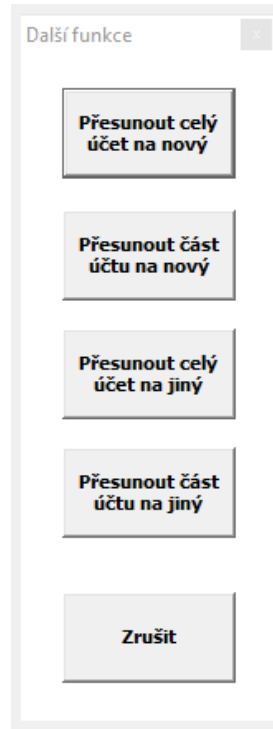 Další funkce
Přesunout celý
účet na nový
Přesunout část
účtu na nový
Přesunout celý
účet na jiný
Přesunout část
účtu na jiný
Zrušit